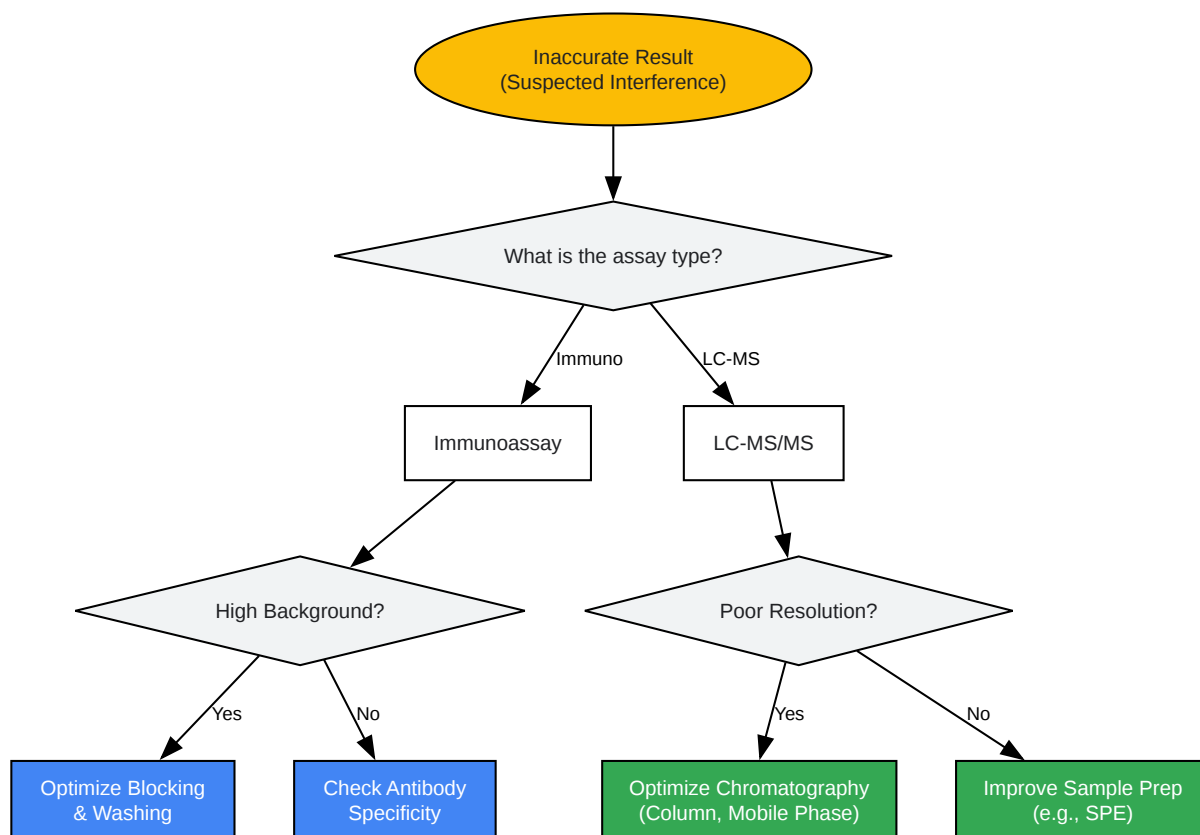 Inaccurate Result
(Suspected Interference)
What is the assay type?
Immuno
LC-MS
Immunoassay
LC-MS/MS
High Background?
Poor Resolution?
Yes
No
Yes
No
Optimize Blocking
& Washing
Check Antibody
Specificity
Optimize Chromatography
(Column, Mobile Phase)
Improve Sample Prep
(e.g., SPE)